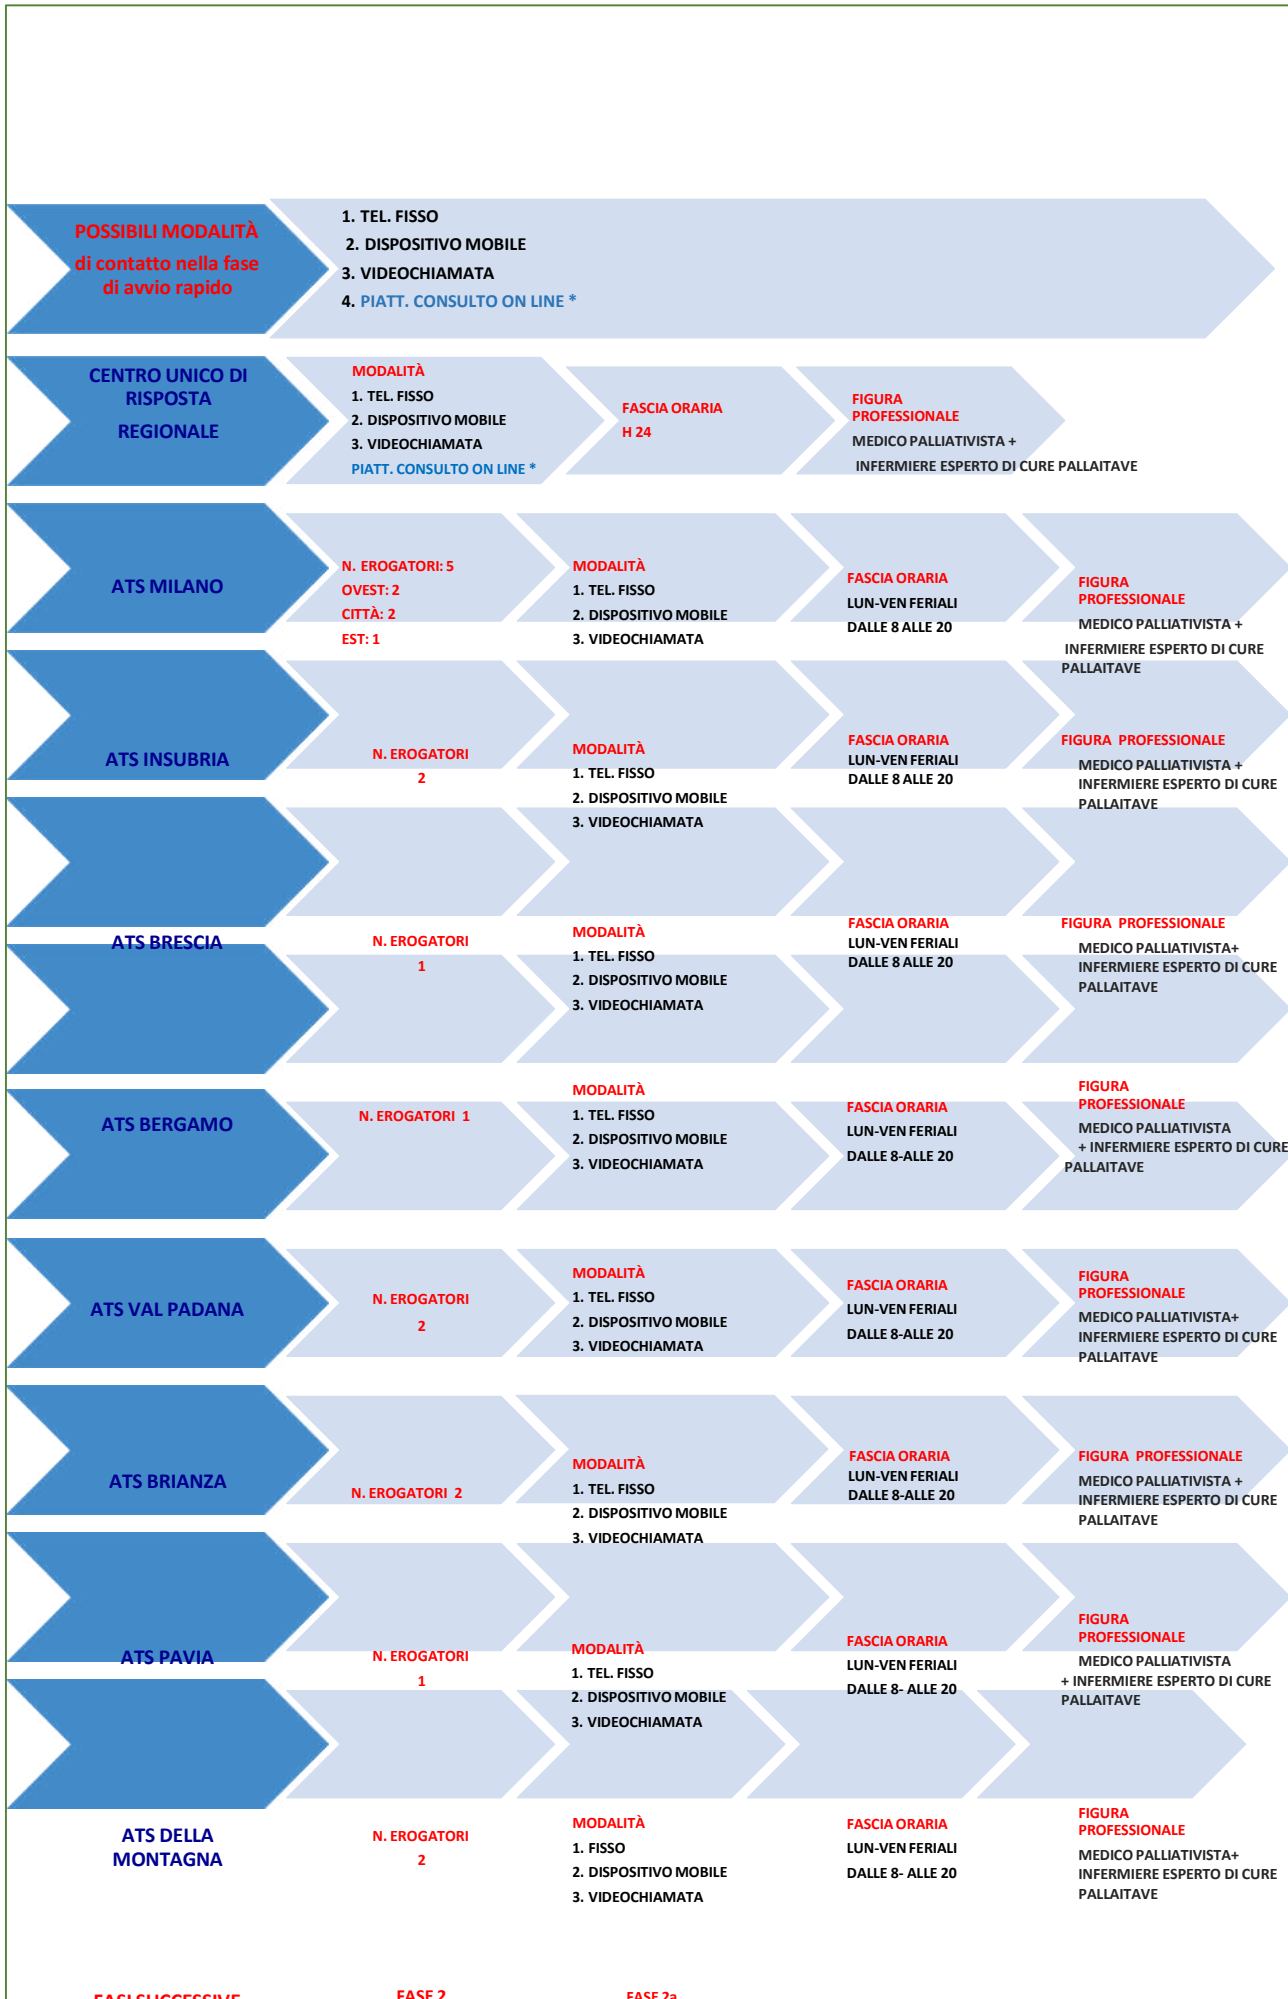 POSSIBILI MODALITÀ
di contatto nella fase
di avvio rapido
1. TEL. FISSO
2. DISPOSITIVO MOBILE
3. VIDEOCHIAMATA
4. PIATT. CONSULTO ON LINE *
CENTRO UNICO DI
RISPOSTA
REGIONALE
MODALITÀ
1. TEL. FISSO
2. DISPOSITIVO MOBILE
3. VIDEOCHIAMATA
PIATT. CONSULTO ON LINE *
FASCIA ORARIA
H 24
FIGURA
PROFESSIONALE
MEDICO PALLIATIVISTA +
INFERMIERE ESPERTO DI CURE PALLAITAVE
ATS MILANO
N. EROGATORI: 5
OVEST: 2
CITTÀ: 2
EST: 1
MODALITÀ
1. TEL. FISSO
2. DISPOSITIVO MOBILE
3. VIDEOCHIAMATA
FASCIA ORARIA
LUN-VEN FERIALI
DALLE 8 ALLE 20
FIGURA
PROFESSIONALE
MEDICO PALLIATIVISTA +
INFERMIERE ESPERTO DI CURE
PALLAITAVE
ATS INSUBRIA
N. EROGATORI
2
MODALITÀ
1. TEL. FISSO
2. DISPOSITIVO MOBILE
3. VIDEOCHIAMATA
FASCIA ORARIA
LUN-VEN FERIALI
DALLE 8 ALLE 20
FIGURA PROFESSIONALE
MEDICO PALLIATIVISTA +
INFERMIERE ESPERTO DI CURE
PALLAITAVE
ATS BRESCIA
N. EROGATORI
1
MODALITÀ
1. TEL. FISSO
2. DISPOSITIVO MOBILE
3. VIDEOCHIAMATA
FASCIA ORARIA
LUN-VEN FERIALI
DALLE 8 ALLE 20
FIGURA PROFESSIONALE
MEDICO PALLIATIVISTA+
INFERMIERE ESPERTO DI CURE
PALLAITAVE
ATS BERGAMO
N. EROGATORI 1
MODALITÀ
1. TEL. FISSO
2. DISPOSITIVO MOBILE
3. VIDEOCHIAMATA
FASCIA ORARIA
LUN-VEN FERIALI
DALLE 8-ALLE 20
FIGURA
PROFESSIONALE
MEDICO PALLIATIVISTA
+ INFERMIERE ESPERTO DI CURE
PALLAITAVE
ATS VAL PADANA
N. EROGATORI
2
MODALITÀ
1. TEL. FISSO
2. DISPOSITIVO MOBILE
3. VIDEOCHIAMATA
FASCIA ORARIA
LUN-VEN FERIALI
DALLE 8-ALLE 20
FIGURA
PROFESSIONALE
MEDICO PALLIATIVISTA+
INFERMIERE ESPERTO DI CURE
PALLAITAVE
ATS BRIANZA
N. EROGATORI 2
MODALITÀ
1. TEL. FISSO
2. DISPOSITIVO MOBILE
3. VIDEOCHIAMATA
FASCIA ORARIA
LUN-VEN FERIALI
DALLE 8-ALLE 20
FIGURA PROFESSIONALE
MEDICO PALLIATIVISTA +
INFERMIERE ESPERTO DI CURE
PALLAITAVE
ATS PAVIA
N. EROGATORI
1
MODALITÀ
1. TEL. FISSO
2. DISPOSITIVO MOBILE
3. VIDEOCHIAMATA
FASCIA ORARIA
LUN-VEN FERIALI
DALLE 8- ALLE 20
FIGURA
PROFESSIONALE
MEDICO PALLIATIVISTA
+ INFERMIERE ESPERTO DI CURE
PALLAITAVE
ATS DELLA
MONTAGNA
N. EROGATORI
2
MODALITÀ
1. FISSO
2. DISPOSITIVO MOBILE
3. VIDEOCHIAMATA
FASCIA ORARIA
LUN-VEN FERIALI
DALLE 8- ALLE 20
FIGURA
PROFESSIONALE
MEDICO PALLIATIVISTA+
INFERMIERE ESPERTO DI CURE
PALLAITAVE
FASI SUCCESSIVE
FASE 2
FASE 2a